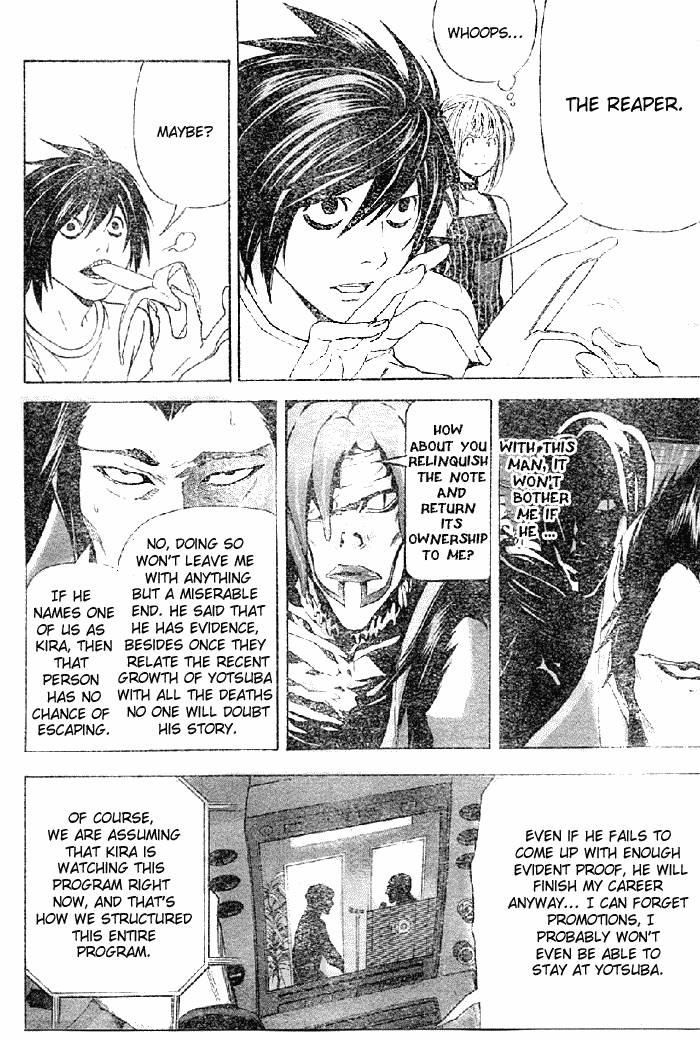 THE REAPER.
WHOOPS...
MAYBE?
WITH THIS
MAN, IT
WON'T
BOTHER
ME IF
HE ...
HOW
ABOUT YOU
RELINQUISH
THE NOTE
AND
RETURN
ITS
OWNERSHIP
TO ME?
NO, DOING SO
WON'T LEAVE ME
WITH ANYTHING
BUT A MISERABLE
END. HE SAID THAT
HE HAS EVIDENCE,
BESIDES ONCE THEY
RELATE THE RECENT
GROWTH OF YOTSUBA
WITH ALL THE DEATHS
NO ONE WILL DOUBT
HIS STORY.
IF HE
NAMES ONE
OF US AS
KIRA, THEN
THAT
PERSON
HAS NO
CHANCE OF
ESCAPING.
EVEN IF HE FAILS TO
COME UP WITH ENOUGH
EVIDENT PROOF, HE WILL
FINISH MY CAREER
ANYWAY... I CAN FORGET
PROMOTIONS, I
PROBABLY WON'T
EVEN BE ABLE TO
STAY AT YOTSUBA.
OF COURSE,
WE ARE ASSUMING
THAT KIRA IS
WATCHING THIS
PROGRAM RIGHT
NOW, AND THAT'S
HOW WE STRUCTURED
THIS ENTIRE
PROGRAM.